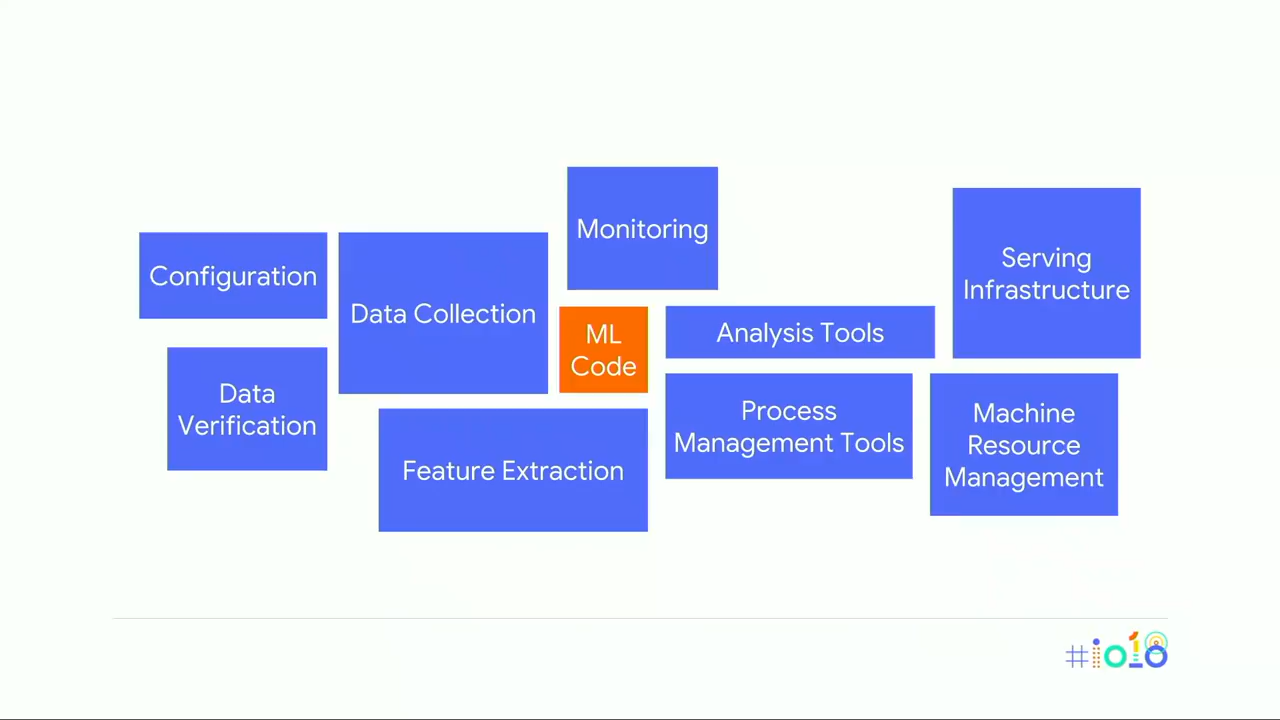 Monitoring
Configuration
Data Collection
Serving
Infrastructure
ML
Code
Analysis Tools
Data
Verification
Feature Extraction
Process
Management Tools
Machine
Resource
Management
#io18